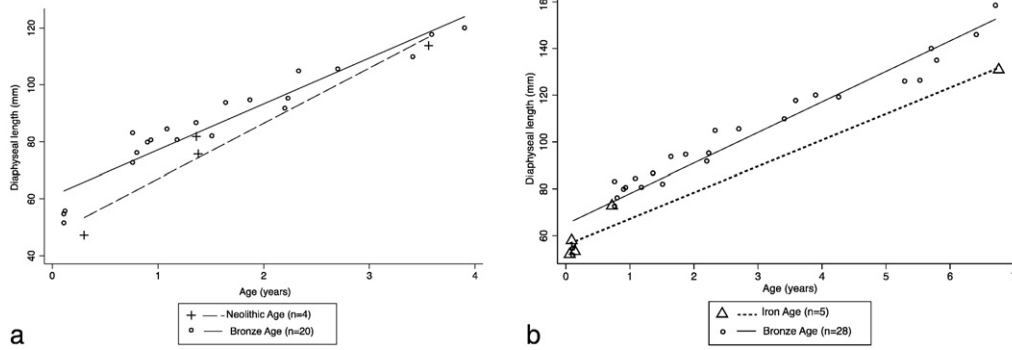 120
100
80
60
40
Diaphyseal length (mm)
0 1 2 3 4
Age (years)
Neolithic Age (n=4)
Bronze Age (n=20)
a
b
160
140
120
100
80
60
Diaphyseal length (mm)
0 1 2 3 4 5 6 7
Age (years)
Iron Age (n=5)
Bronze Age (n=28)